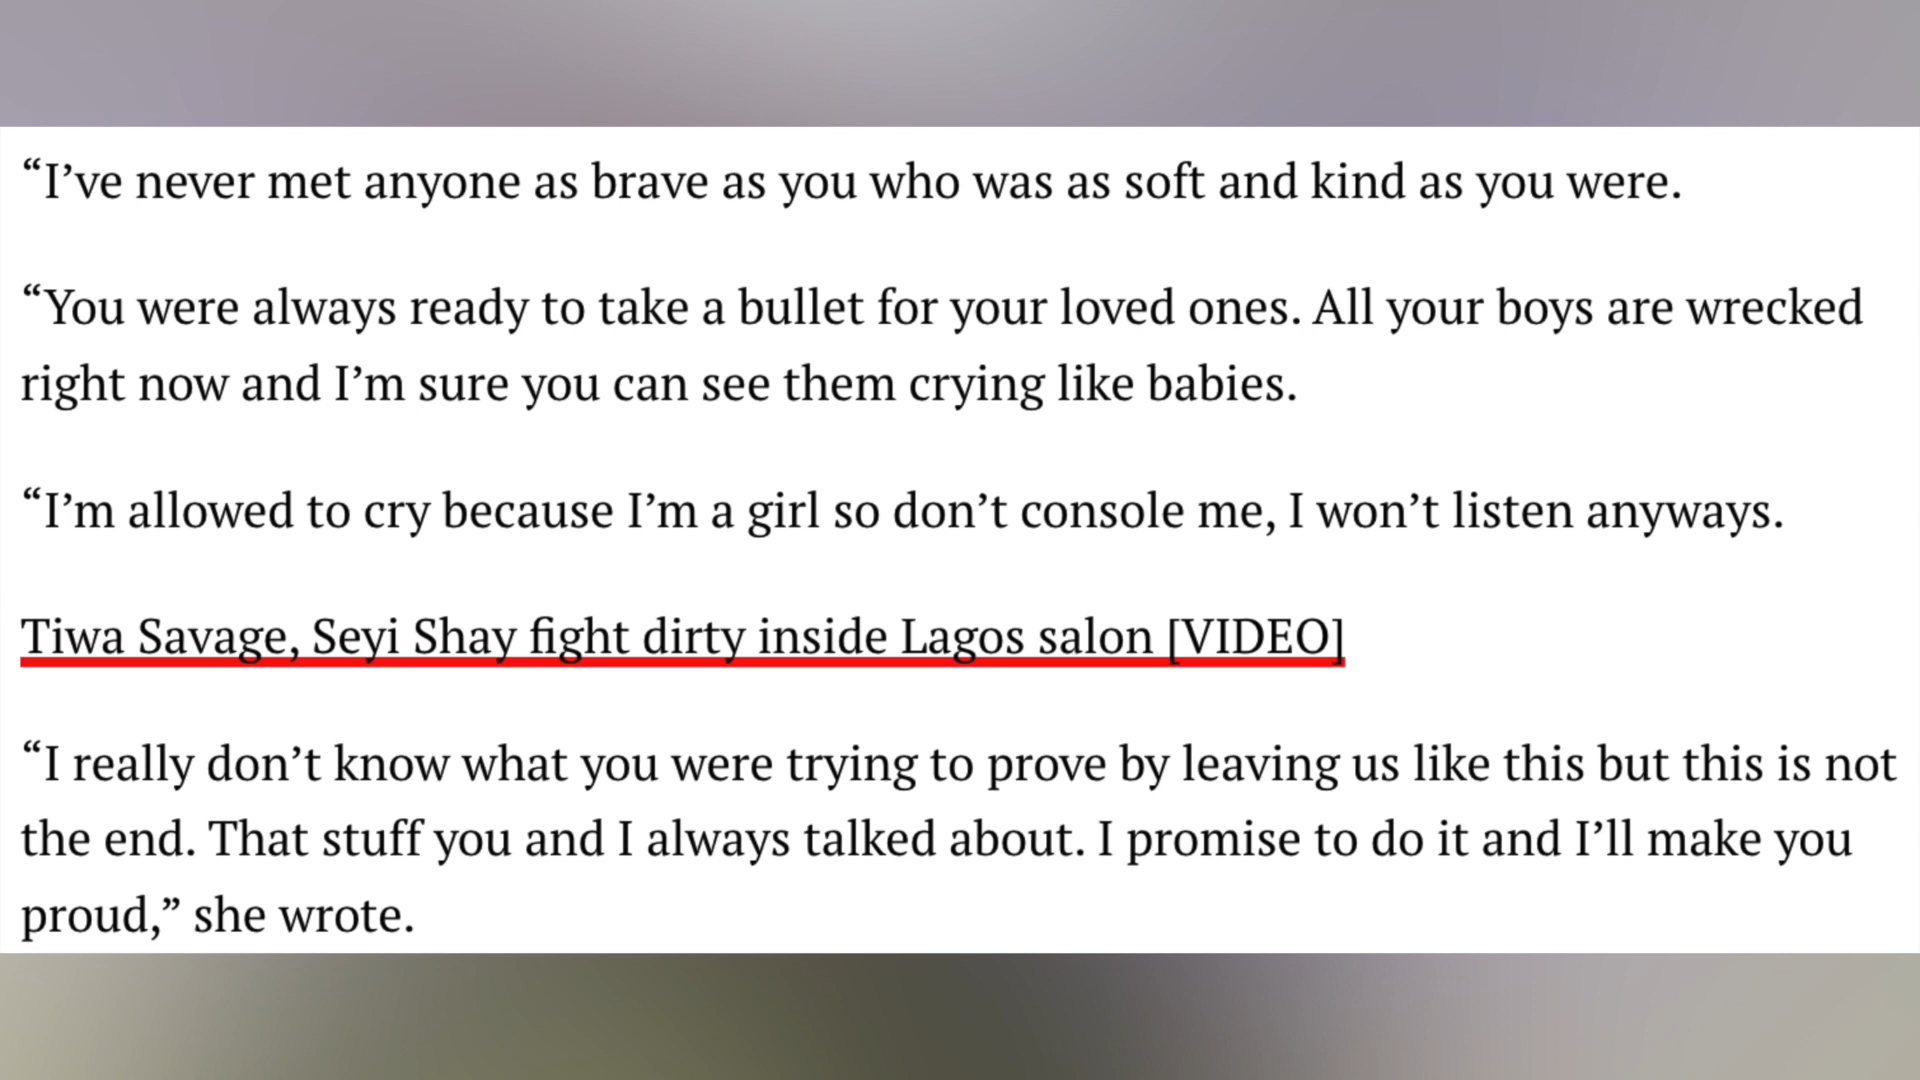 “I’ve never met anyone as brave as you who was as soft and kind as you were.
“You were always ready to take a bullet for your loved ones. All your boys are wrecked
right now and I’m sure you can see them crying like babies.
“I’m allowed to cry because I’m a girl so don’t console me, I won’t listen anyways.
Tiwa Savage, Seyi Shay fight dirty inside Lagos salon [VIDEO]
“I really don’t know what you were trying to prove by leaving us like this but this is not
the end. That stuff you and I always talked about. I promise to do it and I’ll make you
proud,” she wrote.